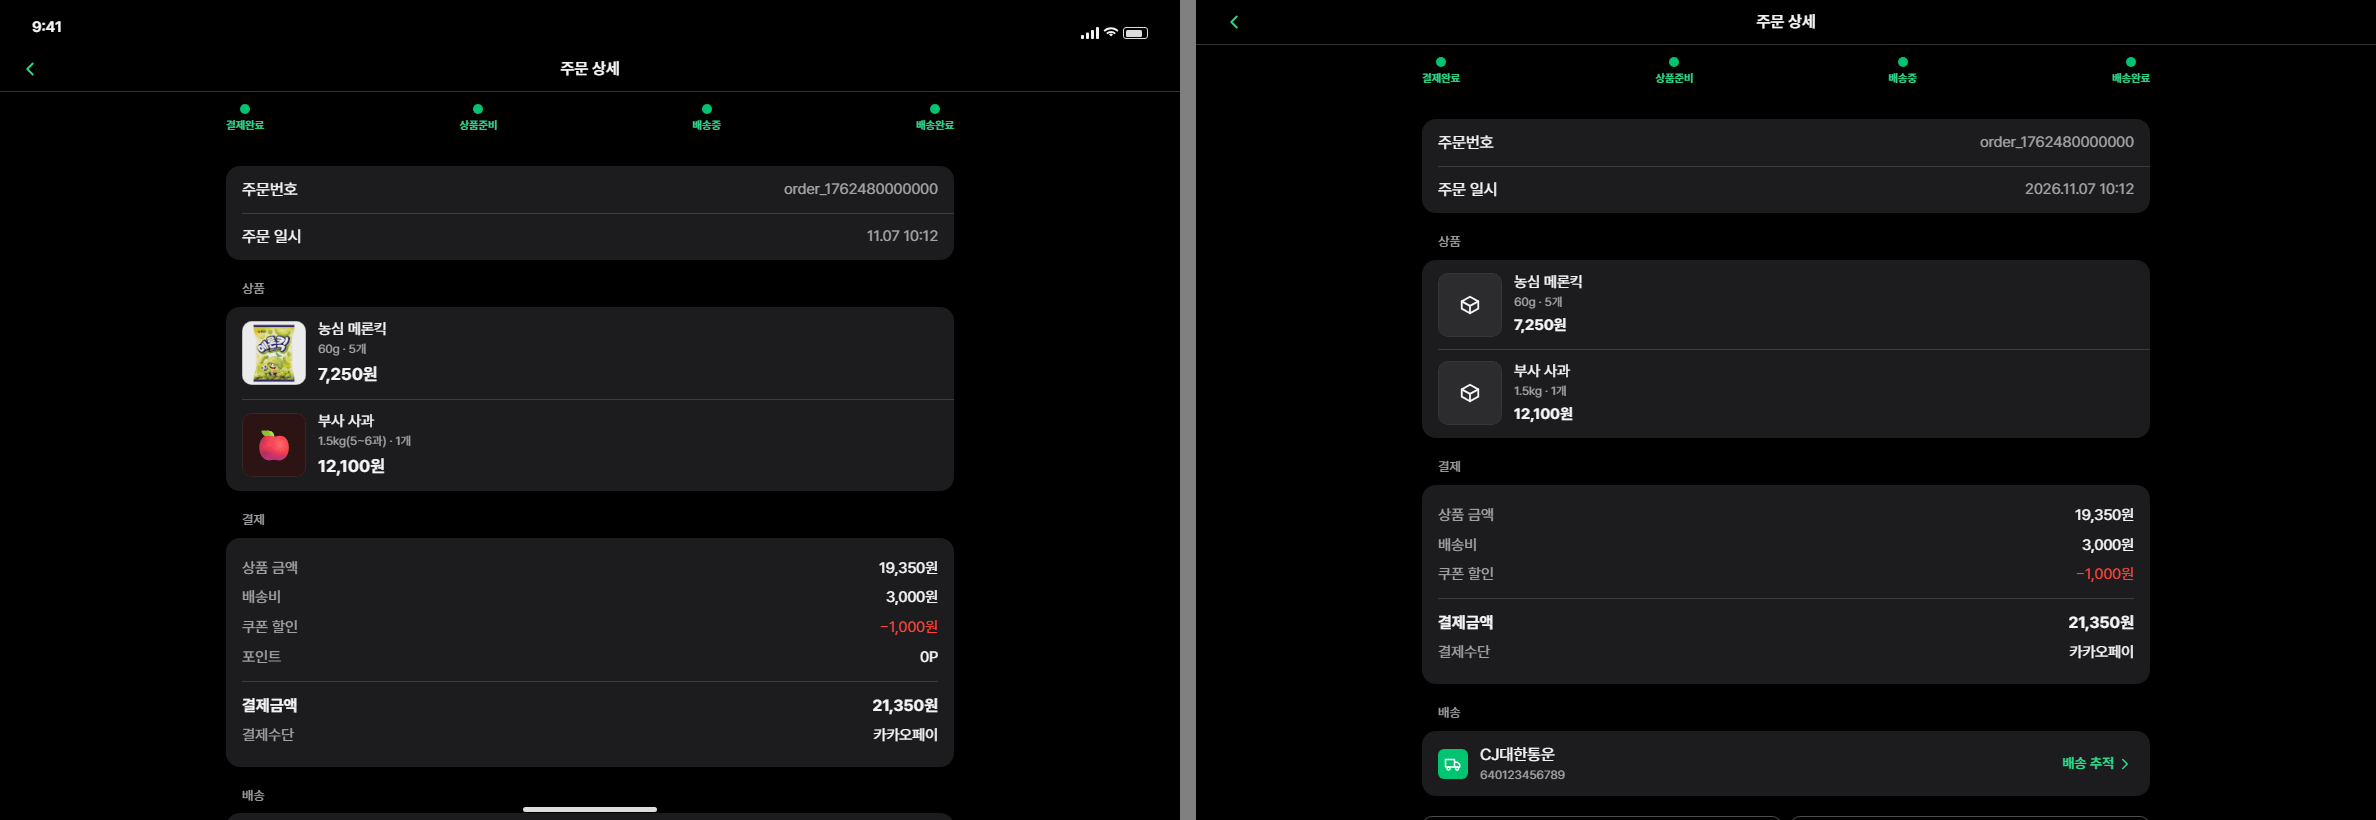 9:41
주문 상세
결제완료
상품준비
배송중
배송완료
주문번호
order_1762480000000
주문 일시
11.07 10:12
상품
메론킥
농심 메론킥
60g · 5개
7,250원
부사 사과
1.5kg(5~6과) · 1개
12,100원
결제
상품 금액
19,350원
배송비
3,000원
쿠폰 할인
−1,000원
포인트
0P
결제금액
21,350원
결제수단
카카오페이
배송
주문 상세
결제완료
상품준비
배송중
배송완료
주문번호
order_1762480000000
주문 일시
2026.11.07 10:12
상품
농심 메론킥
60g · 5개
7,250원
부사 사과
1.5kg · 1개
12,100원
결제
상품 금액
19,350원
배송비
3,000원
쿠폰 할인
−1,000원
결제금액
21,350원
결제수단
카카오페이
배송
CJ대한통운
640123456789
배송 추적